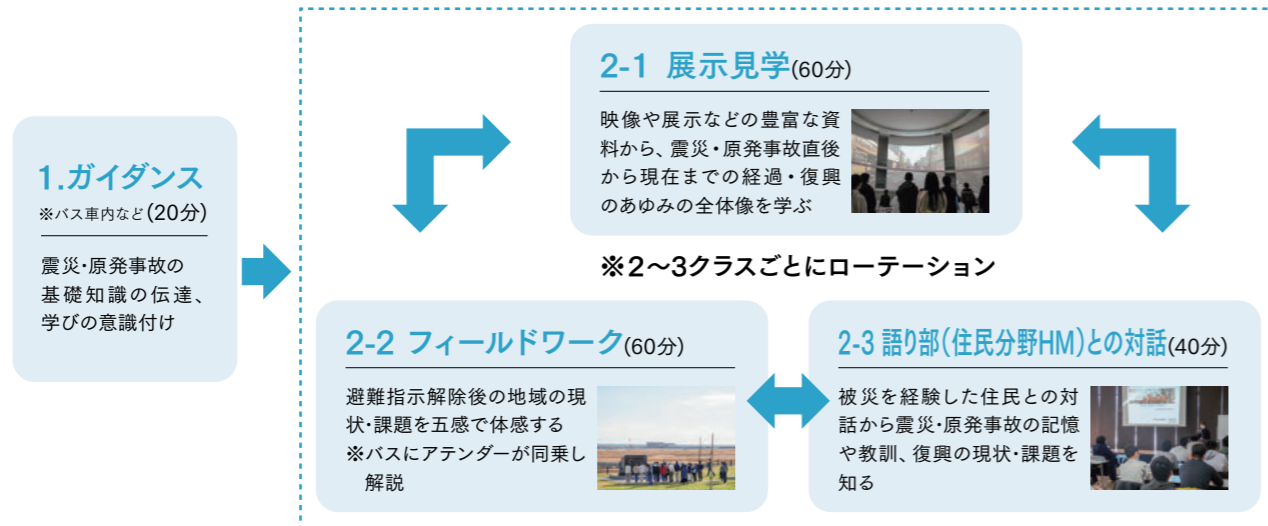 1.ガイダンス
※バス車内など(20分)
震災・原発事故の
基礎知識の伝達、
学びの意識付け
2-1 展示見学(60分)
映像や展示などの豊富な資
料から、震災・原発事故直後
から現在までの経過・復興
のあゆみの全体像を学ぶ
※2〜3クラスごとにローテーション
2-2 フィールドワーク(60分)
避難指示解除後の地域の現
状・課題を五感で体感する
※バスにアテンダーが同乗し
解説
2-3 語り部(住民分野HM)との対話(40分)
被災を経験した住民との対
話から震災・原発事故の記憶
や教訓、復興の現状・課題を
知る